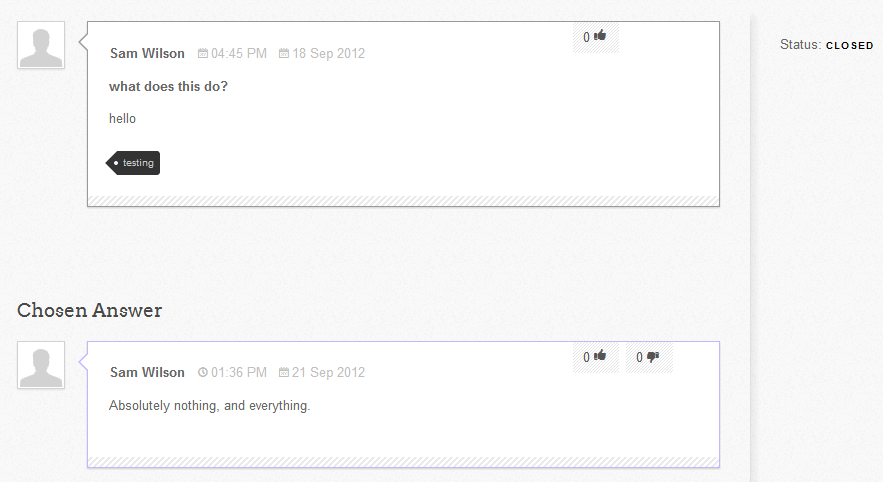 Sam Wilson 04:45 PM 18 Sep 2012 0
Status: CLOSED
what does this do?
hello
testing
Chosen Answer
Sam Wilson 01:36 PM 21 Sep 2012 0 0
Absolutely nothing, and everything.